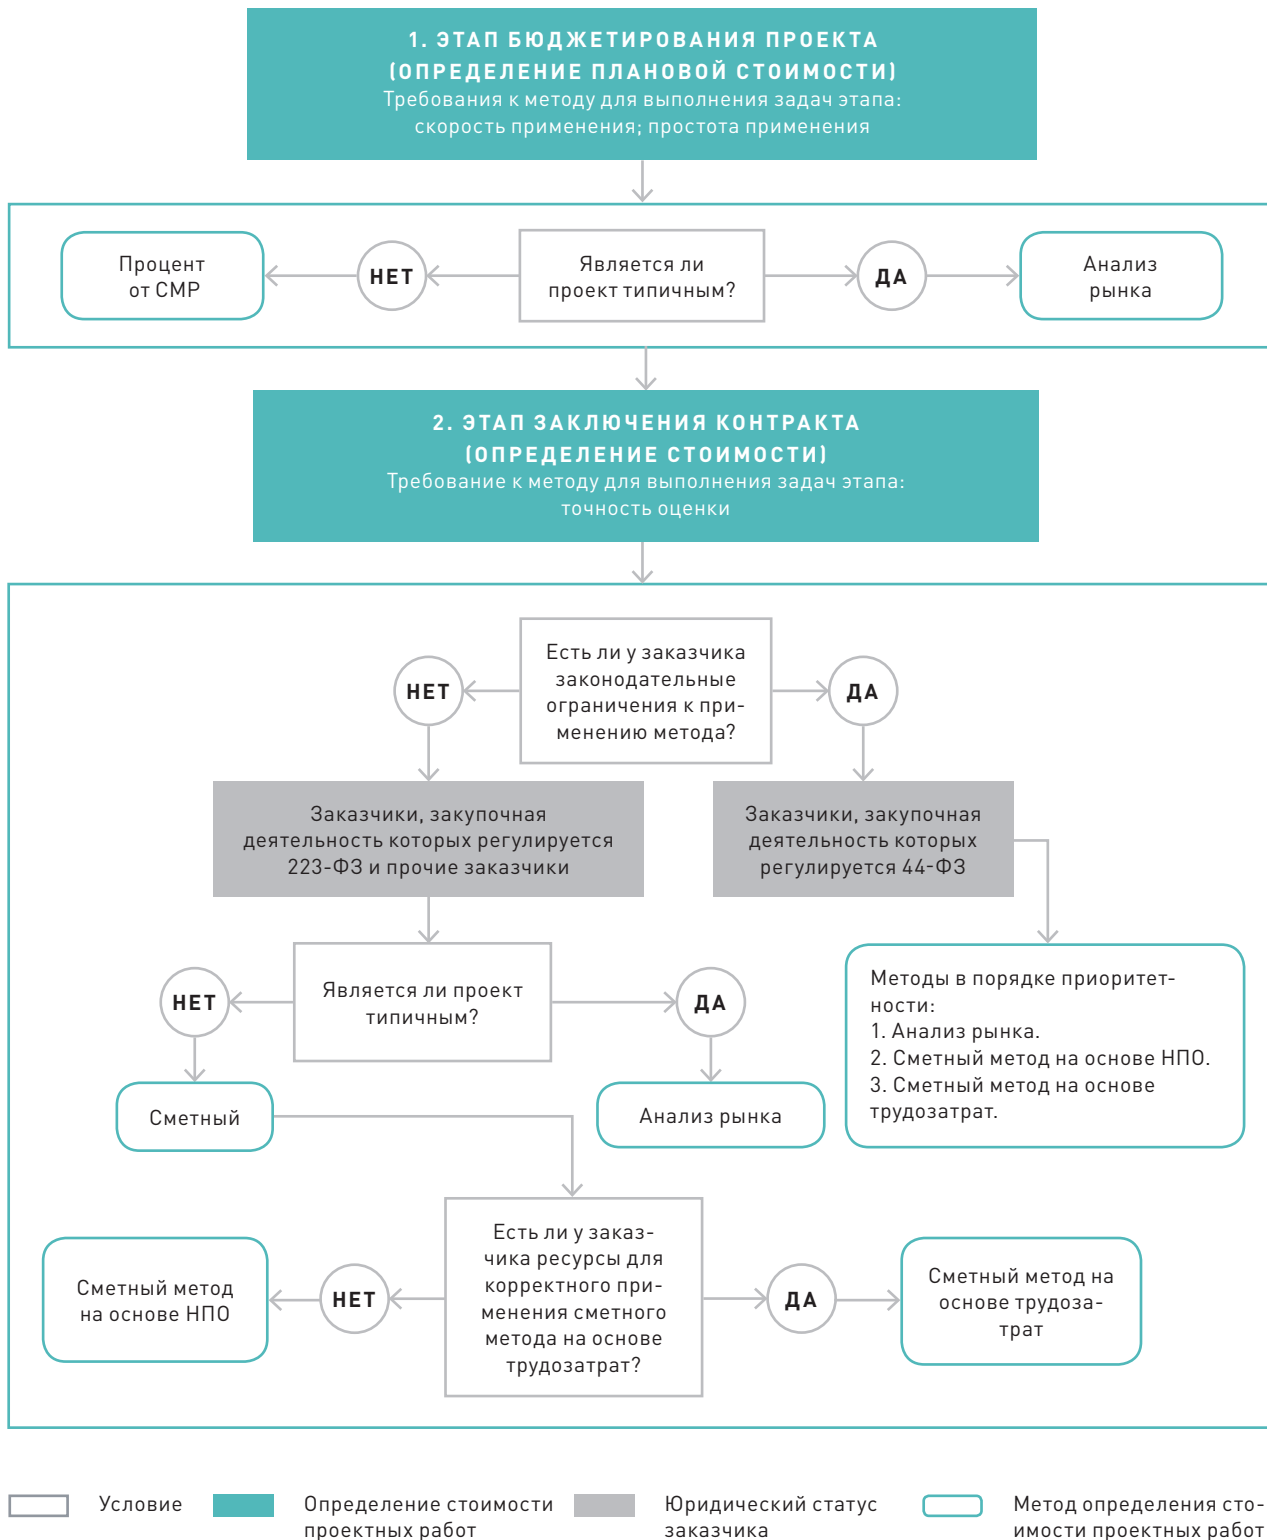 1. ЭТАП БЮДЖЕТИРОВАНИЯ ПРОЕКТА
(ОПРЕДЕЛЕНИЕ ПЛАНОВОЙ СТОИМОСТИ)
Требования к методу для выполнения задач этапа:
скорость применения; простота применения
Процент
от СМР
НЕТ
Является ли
проект типичным?
ДА
Анализ
рынка
2. ЭТАП ЗАКЛЮЧЕНИЯ КОНТРАКТА
(ОПРЕДЕЛЕНИЕ СТОИМОСТИ)
Требование к методу для выполнения задач этапа:
точность оценки
НЕТ
Есть ли у заказчика
законодательные
ограничения к при-
менению метода?
ДА
Заказчики, закупочная
деятельность которых регулируется
223-ФЗ и прочие заказчики
Заказчики, закупочная
деятельность которых
регулируется 44-ФЗ
НЕТ
Является ли проект
типичным?
ДА
Методы в порядке приоритет-
ности:
1. Анализ рынка.
2. Сметный метод на основе НПО.
3. Сметный метод на основе
трудозатрат.
Сметный
Анализ рынка
Сметный метод
на основе НПО
НЕТ
Есть ли у заказ-
чика ресурсы для
корректного при-
менения сметного
метода на основе
трудозатрат?
ДА
Сметный метод на
основе трудоза-
трат
Условие
Определение стоимости
проектных работ
Юридический статус
заказчика
Метод определения сто-
имости проектных работ